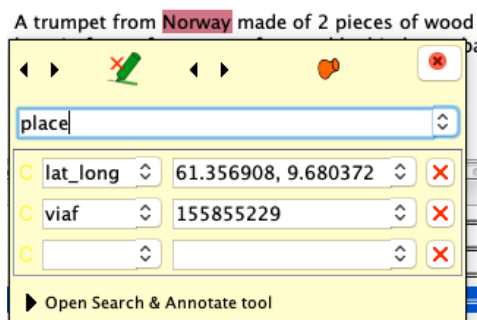 A trumpet from Norway made of 2 pieces of wood
place
C lat_long 61.356908, 9.680372
C viaf 155855229
C
Open Search & Annotate tool